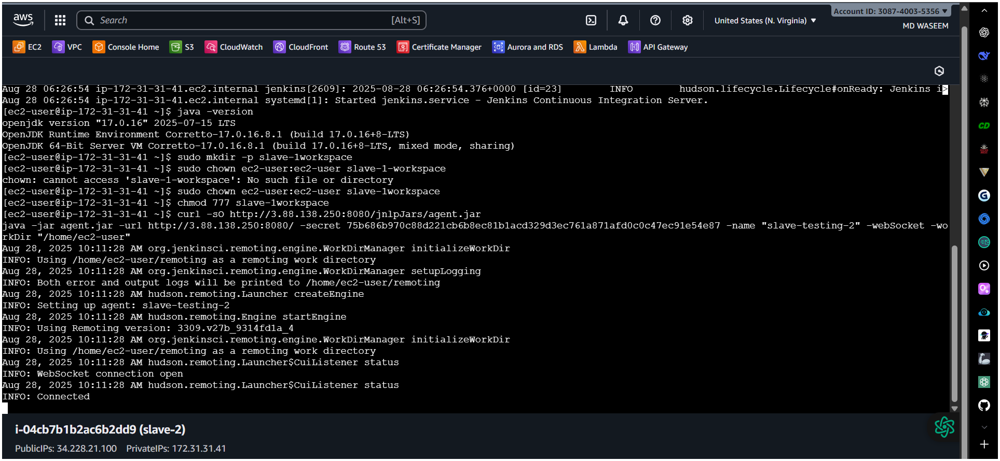 aws
Search
[Alt+S]
United States (N. Virginia)
Account ID: 3087-4003-5356
MD WASEEM
EC2
VPC
Console Home
S3
CloudWatch
CloudFront
Route 53
Certificate Manager
Aurora and RDS
Lambda
API Gateway
Aug 28 06:26:54 ip-172-31-31-41.ec2.internal jenkins[2609]: 2025-08-28 06:26:54.376+0000 [id=23]        INFO        hudson.lifecycle.Lifecycle#onReady: Jenkins i>
Aug 28 06:26:54 ip-172-31-31-41.ec2.internal systemd[1]: Started jenkins.service - Jenkins Continuous Integration Server.
[ec2-user@ip-172-31-31-41 ~]$ java -version
openjdk version "17.0.16" 2025-07-15 LTS
OpenJDK Runtime Environment Corretto-17.0.16.8.1 (build 17.0.16+8-LTS)
OpenJDK 64-Bit Server VM Corretto-17.0.16.8.1 (build 17.0.16+8-LTS, mixed mode, sharing)
[ec2-user@ip-172-31-31-41 ~]$ sudo mkdir -p slave-1workspace
[ec2-user@ip-172-31-31-41 ~]$ sudo chown ec2-user:ec2-user slave-1-workspace
chown: cannot access 'slave-1-workspace': No such file or directory
[ec2-user@ip-172-31-31-41 ~]$ sudo chown ec2-user:ec2-user slave-1workspace
[ec2-user@ip-172-31-31-41 ~]$ chmod 777 slave-1workspace
[ec2-user@ip-172-31-31-41 ~]$ curl -sO http://3.88.138.250:8080/jnlpJars/agent.jar
java -jar agent.jar -url http://3.88.138.250:8080/ -secret 75b686b970c88d221cb6b8ec81b1acd329d3ec761a871afd0c0c47ec91e54e87 -name "slave-testing-2" -webSocket -wo
rkDir "/home/ec2-user"
Aug 28, 2025 10:11:28 AM org.jenkinsci.remoting.engine.WorkDirManager initializeWorkDir
INFO: Using /home/ec2-user/remoting as a remoting work directory
Aug 28, 2025 10:11:28 AM org.jenkinsci.remoting.engine.WorkDirManager setupLogging
INFO: Both error and output logs will be printed to /home/ec2-user/remoting
Aug 28, 2025 10:11:28 AM hudson.remoting.Launcher createEngine
INFO: Setting up agent: slave-testing-2
Aug 28, 2025 10:11:28 AM hudson.remoting.Engine startEngine
INFO: Using Remoting version: 3309.v27b_9314fd1a_4
Aug 28, 2025 10:11:28 AM org.jenkinsci.remoting.engine.WorkDirManager initializeWorkDir
INFO: Using /home/ec2-user/remoting as a remoting work directory
Aug 28, 2025 10:11:28 AM hudson.remoting.Launcher$CuiListener status
INFO: WebSocket connection open
Aug 28, 2025 10:11:28 AM hudson.remoting.Launcher$CuiListener status
INFO: Connected
i-04cb7b1b2ac6b2dd9 (slave-2)
PublicIPs: 34.228.21.100    PrivateIPs: 172.31.31.41
CD